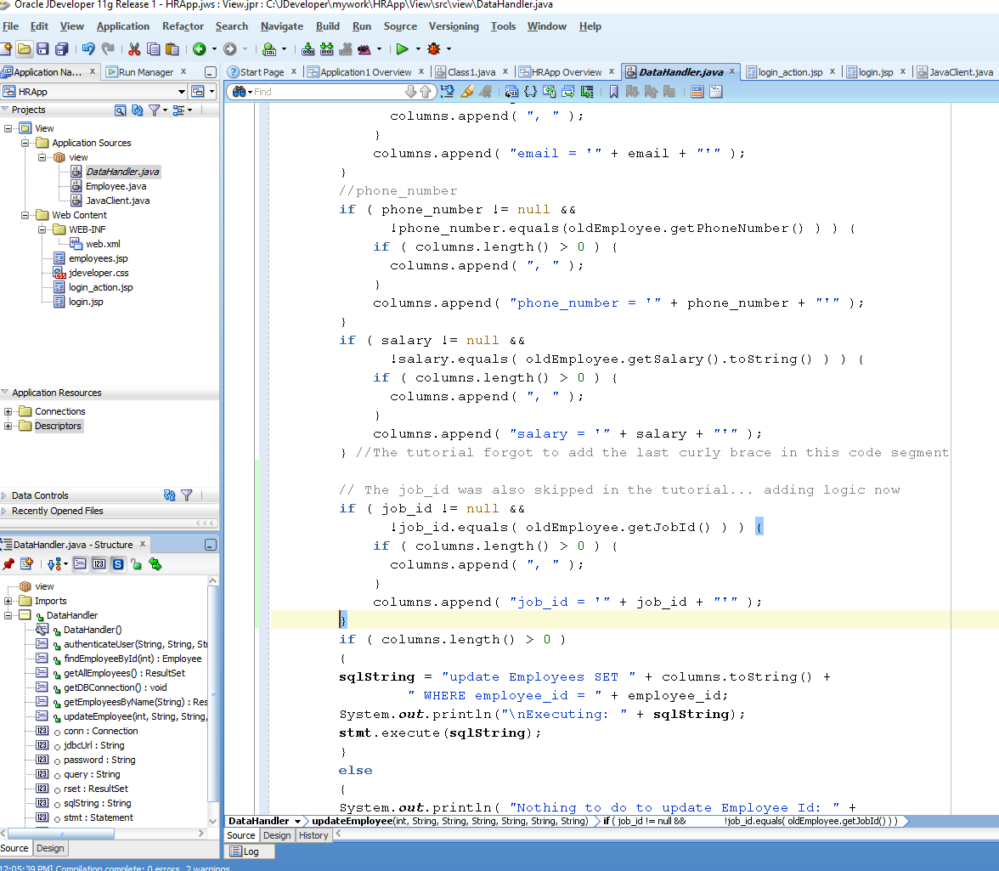 Oracle JDeveloper 11g Release 1 - HRApp.jws : View.jpr : C:\JDeveloper\mywork\HRApp\View\src\view\DataHandler.java
File Edit View Application Refactor Search Navigate Build Run Source Versioning Tools Window Help
Application Na... x Run Manager x
Start Page x Application1 Overview x Class1.java x HRApp Overview x DataHandler.java x login_action.jsp x login.jsp x JavaClient.java
HRApp
Find
Projects
View
Application Sources
view
DataHandler.java
Employee.java
JavaClient.java
Web Content
WEB-INF
web.xml
employees.jsp
jdeveloper.css
login_action.jsp
login.jsp
Application Resources
Connections
Descriptors
Data Controls
Recently Opened Files
DataHandler.java - Structure x
view
Imports
DataHandler
DataHandler()
authenticateUser(String, String, St
findEmployeeById(int) : Employee
getAllEmployees() : ResultSet
getDBConnection() : void
getEmployeesByName(String) : Res
updateEmployee(int, String, String,
conn : Connection
jdbcUrl : String
password : String
query : String
rset : ResultSet
sqlString : String
stmt : Statement
Source Design
columns.append( ", " );
}
columns.append( "email = '" + email + "'" );
}
//phone_number
if ( phone_number != null &&
!phone_number.equals(oldEmployee.getPhoneNumber() ) ) {
if ( columns.length() > 0 ) {
columns.append( ", " );
}
columns.append( "phone_number = '" + phone_number + "'" );
}
if ( salary != null &&
!salary.equals( oldEmployee.getSalary().toString() ) ) {
if ( columns.length() > 0 ) {
columns.append( ", " );
}
columns.append( "salary = '" + salary + "'" );
} //The tutorial forgot to add the last curly brace in this code segment
// The job_id was also skipped in the tutorial... adding logic now
if ( job_id != null &&
!job_id.equals( oldEmployee.getJobId() ) ) {
if ( columns.length() > 0 ) {
columns.append( ", " );
}
columns.append( "job_id = '" + job_id + "'" );
}
if ( columns.length() > 0 )
{
sqlString = "update Employees SET " + columns.toString() +
" WHERE employee_id = " + employee_id;
System.out.println("\nExecuting: " + sqlString);
stmt.execute(sqlString);
}
else
{
System.out.println( "Nothing to do to update Employee Id: " +
DataHandler updateEmployee(int, String, String, String, String, String, String) if ( job_id != null && !job_id.equals( oldEmployee.getJobId() ) )
Source Design History
Log
12:05:39 PM] Compilation complete: 0 errors, 2 warnings.